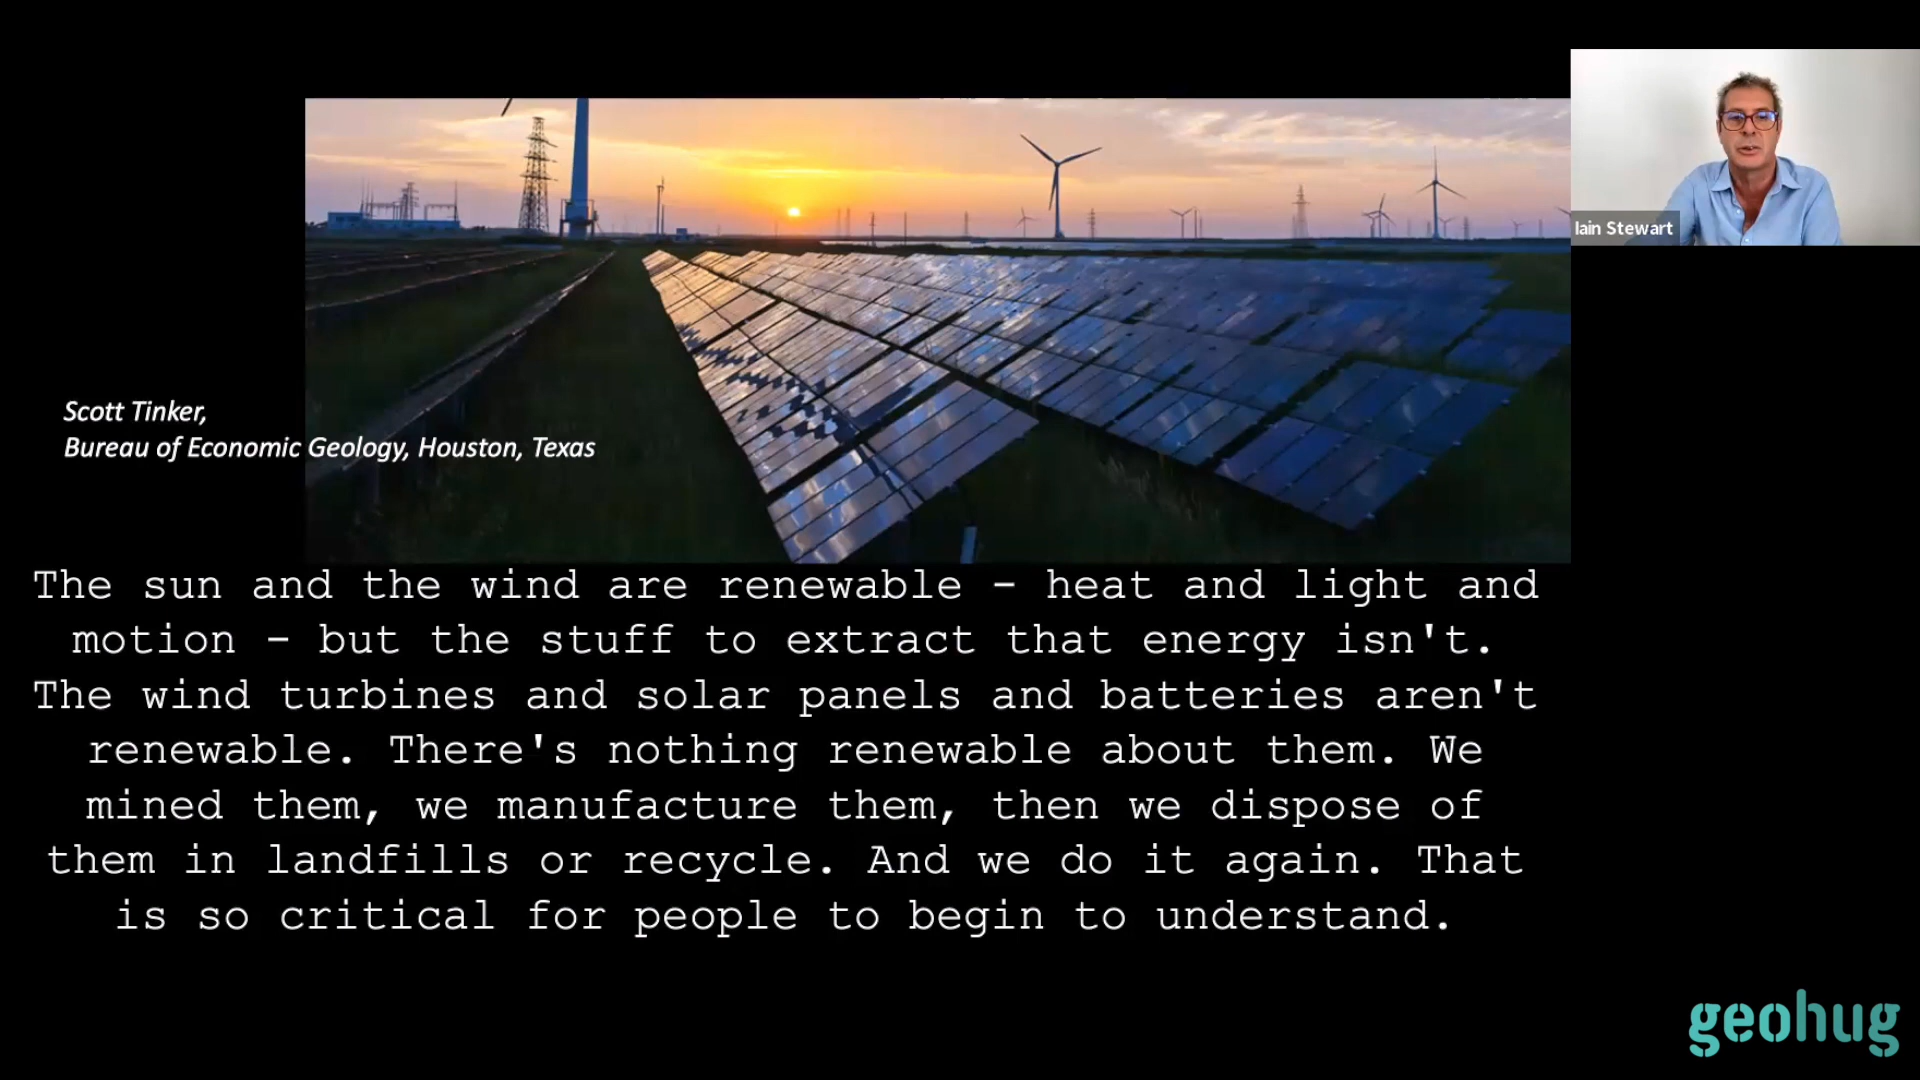 Iain Stewart
Scott Tinker,
Bureau of Economic Geology, Houston, Texas
The sun and the wind are renewable - heat and light and
motion - but the stuff to extract that energy isn't.
The wind turbines and solar panels and batteries aren't
renewable. There's nothing renewable about them. We
mined them, we manufacture them, then we dispose of
them in landfills or recycle. And we do it again. That
is so critical for people to begin to understand.
geohug